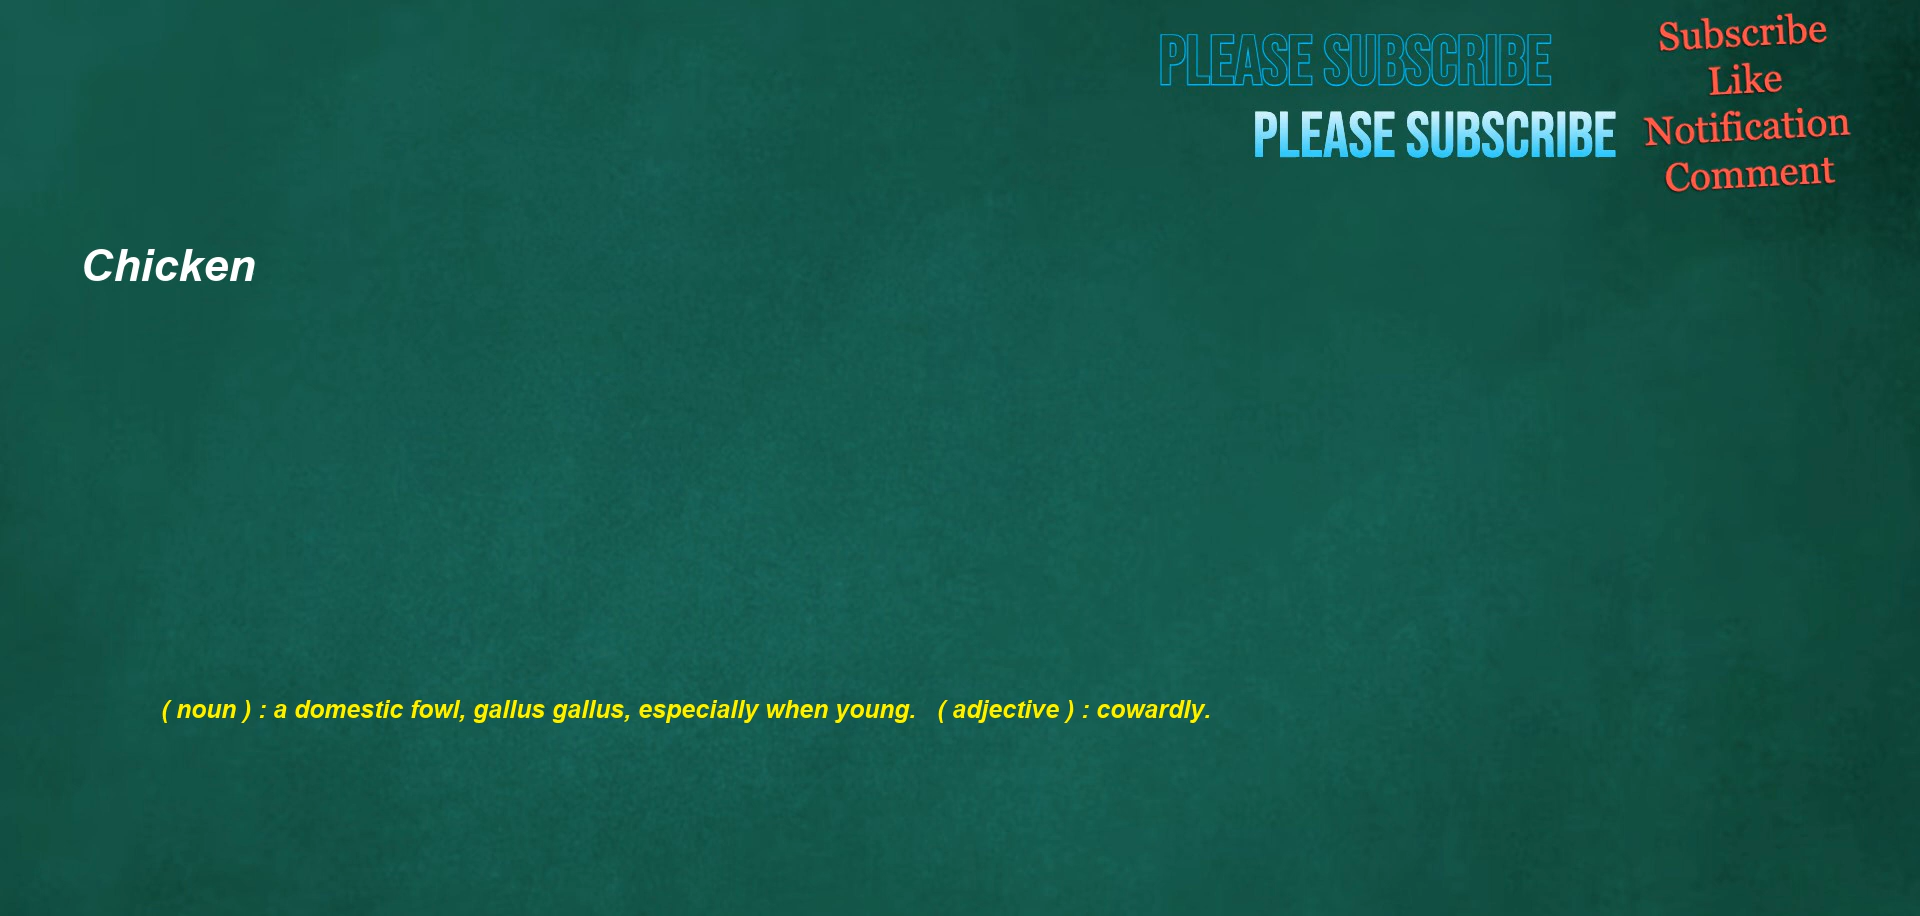 PLEASE SUBSCRIBE
PLEASE SUBSCRIBE
Subscribe
Like
Notification
Comment
Chicken
( noun ) : a domestic fowl, gallus gallus, especially when young.   ( adjective ) : cowardly.